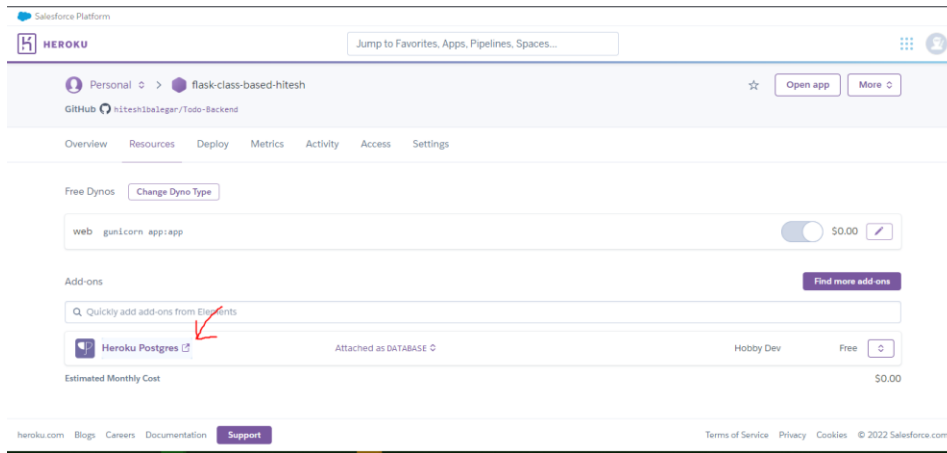 Salesforce Platform
HEROKU
Jump to Favorites, Apps, Pipelines, Spaces...
Personal > flask-class-based-hitesh
Open app More
GitHub hitesh1balegar/Todo-Backend
Overview Resources Deploy Metrics Activity Access Settings
Free Dynos Change Dyno Type
web gunicorn app:app $0.00
Add-ons Find more add-ons
Quickly add add-ons from Elements
Heroku Postgres Attached as DATABASE Hobby Dev Free
Estimated Monthly Cost $0.00
heroku.com Blogs Careers Documentation Support Terms of Service Privacy Cookies © 2022 Salesforce.com